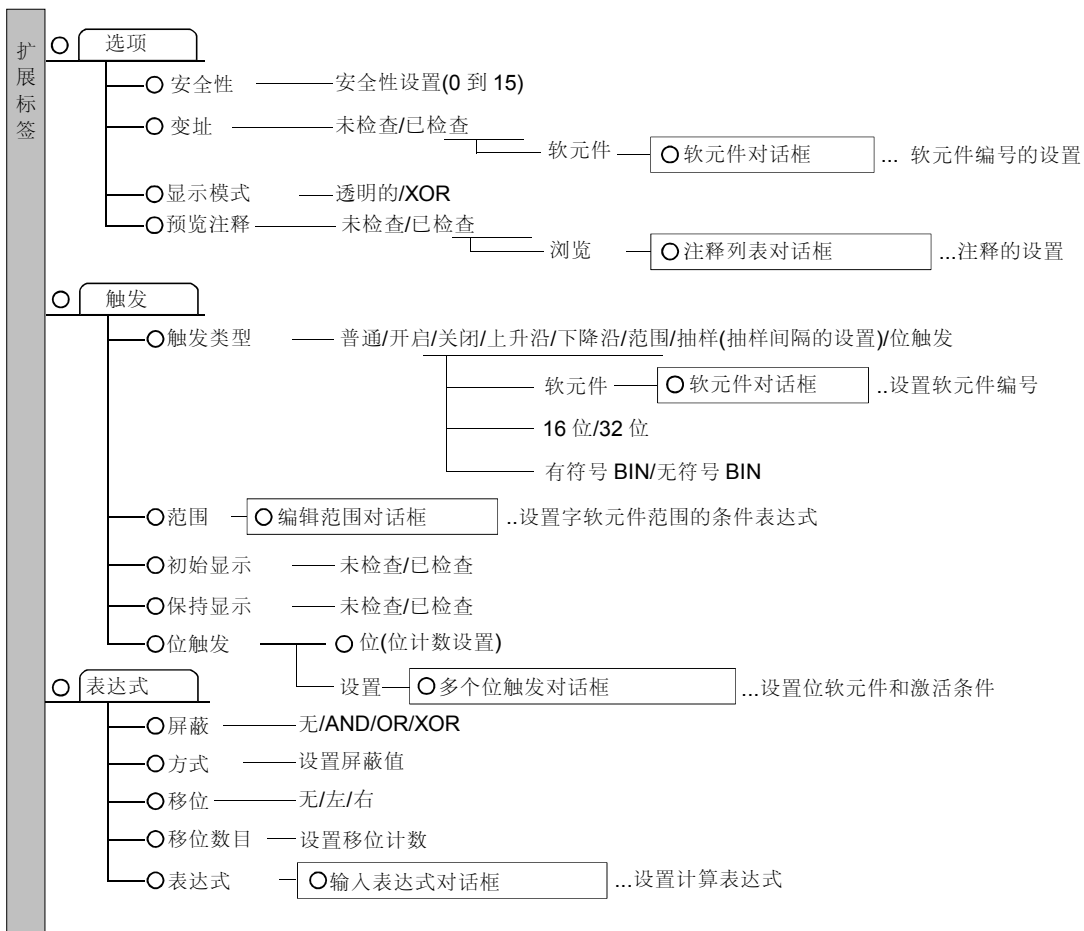 扩展标签
选项
安全性 安全性设置(0 到 15)
变址 未检查/已检查
软元件 软元件对话框 ... 软元件编号的设置
显示模式 透明的/XOR
预览注释 未检查/已检查
浏览 注释列表对话框 ...注释的设置
触发
触发类型 普通/开启/关闭/上升沿/下降沿/范围/抽样(抽样间隔的设置)/位触发
软元件 软元件对话框 ..设置软元件编号
16 位/32 位
有符号 BIN/无符号 BIN
范围 编辑范围对话框 ..设置字软元件范围的条件表达式
初始显示 未检查/已检查
保持显示 未检查/已检查
位触发 位(位计数设置)
设置 多个位触发对话框 ...设置位软元件和激活条件
表达式
屏蔽 无/AND/OR/XOR
方式 设置屏蔽值
移位 无/左/右
移位数目 设置移位计数
表达式 输入表达式对话框 ...设置计算表达式